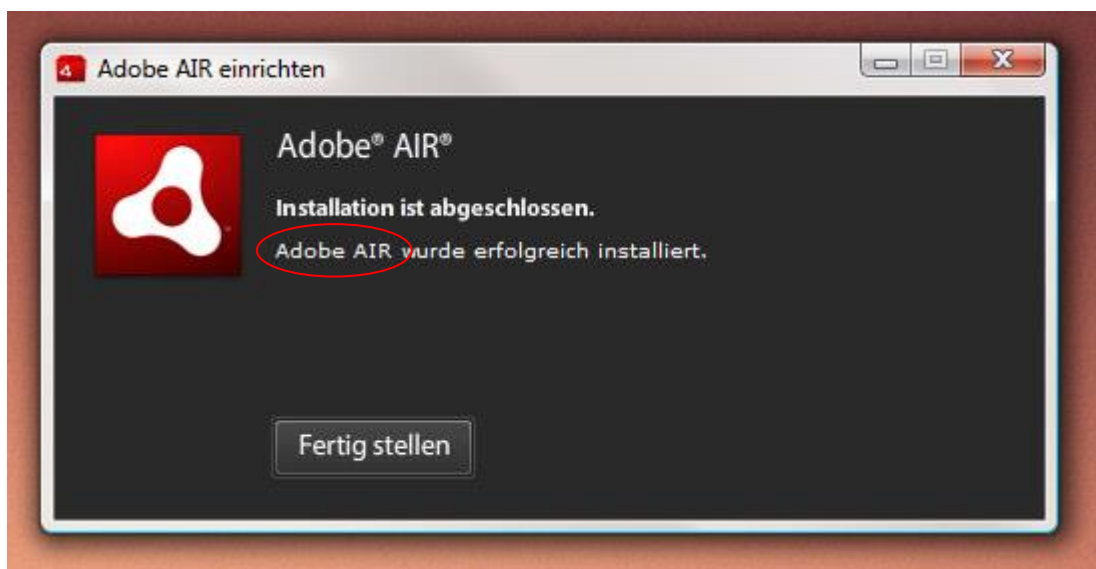 Adobe AIR einrichten
Adobe® AIR®
Installation ist abgeschlossen.
Adobe AIR wurde erfolgreich installiert.
Fertig stellen